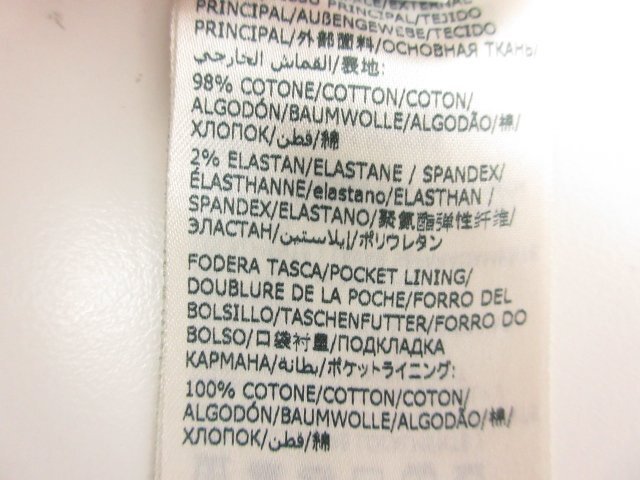 PRINCIPAL/TEJIDO
PRINCIPAL/AUßENGEWEBE/TECIDO
PRINCIPAL/外部面料/ОСНОВНАЯ ТКАНЬ
/القماش الخارجي/表地:
98% COTONE/COTTON/COTON/
ALGODÓN/BAUMWOLLE/ALGODÃO/棉/
ХЛОПОК/قطن/綿
2% ELASTAN/ELASTANE / SPANDEX/
ÉLASTHANNE/elastano/ELASTHAN /
SPANDEX/ELASTANO/聚氨酯弹性纤维/
ЭЛАСТАН/إيلاستين/ポリウレタン
FODERA TASCA/POCKET LINING/
DOUBLURE DE LA POCHE/FORRO DEL
BOLSILLO/TASCHENFUTTER/FORRO DO
BOLSO/口袋衬里/ПОДКЛАДКА
КАРМАНА/بطانة/ポケットライニング:
100% COTONE/COTTON/COTON/
ALGODÓN/BAUMWOLLE/ALGODÃO/棉/
ХЛОПОК/قطن/綿